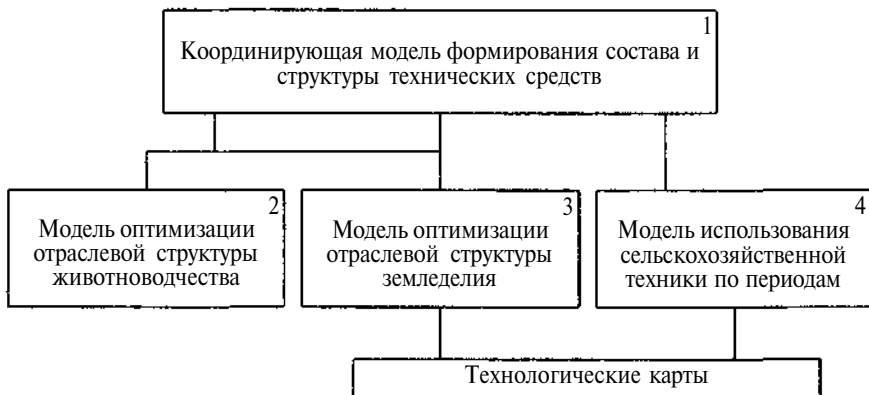 1
Координирующая модель формирования состава и
структуры технических средств
2
Модель оптимизации
отраслевой структуры
животноводчества
3
Модель оптимизации
отраслевой структуры
земледелия
4
Модель использования
сельскохозяйственной
техники по периодам
Технологические карты